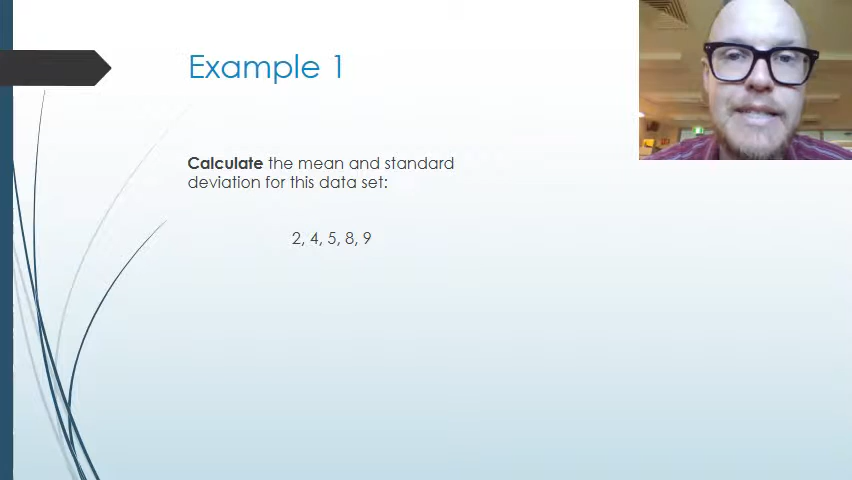 Example 1
Calculate the mean and standard
deviation for this data set:
2, 4, 5, 8, 9